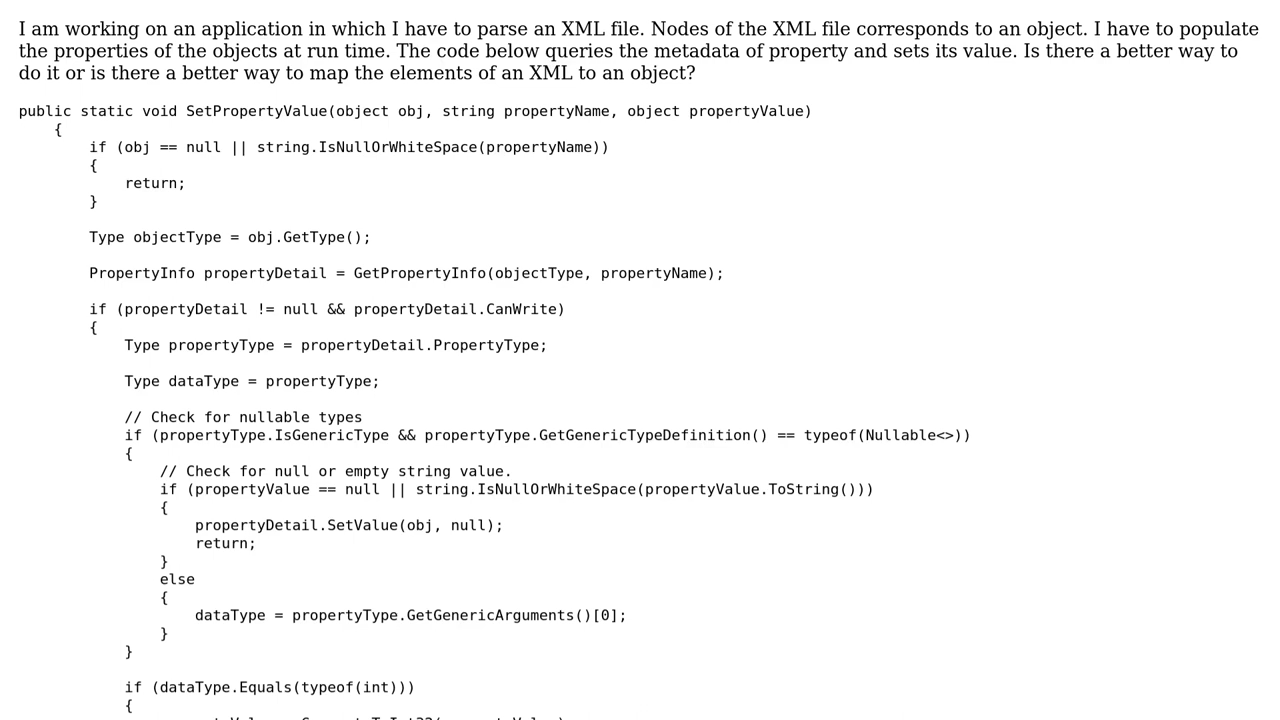 I am working on an application in which I have to parse an XML file. Nodes of the XML file corresponds to an object. I have to populate
the properties of the objects at run time. The code below queries the metadata of property and sets its value. Is there a better way to
do it or is there a better way to map the elements of an XML to an object?
public static void SetPropertyValue(object obj, string propertyName, object propertyValue)
{
if (obj == null || string.IsNullOrWhiteSpace(propertyName))
{
return;
}
Type objectType = obj.GetType();
PropertyInfo propertyDetail = GetPropertyInfo(objectType, propertyName);
if (propertyDetail != null && propertyDetail.CanWrite)
{
Type propertyType = propertyDetail.PropertyType;
Type dataType = propertyType;
// Check for nullable types
if (propertyType.IsGenericType && propertyType.GetGenericTypeDefinition() == typeof(Nullable<>))
{
// Check for null or empty string value.
if (propertyValue == null || string.IsNullOrWhiteSpace(propertyValue.ToString()))
{
propertyDetail.SetValue(obj, null);
return;
}
else
{
dataType = propertyType.GetGenericArguments()[0];
}
}
if (dataType.Equals(typeof(int)))
{